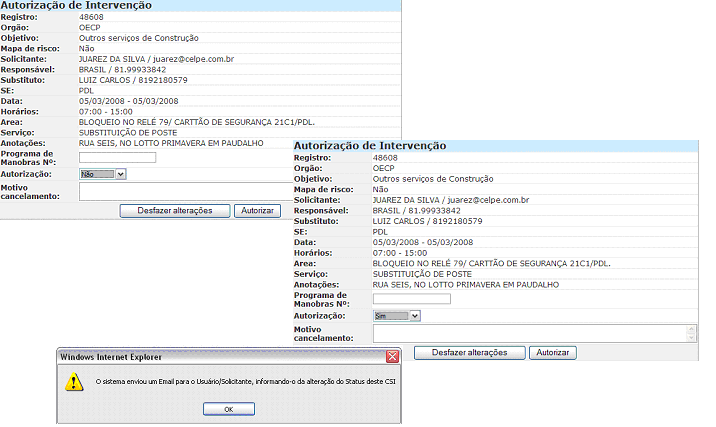 Autorização de Intervenção
Registro: 48608
Orgão: OECP
Objetivo: Outros serviços de Construção
Mapa de risco: Não
Solicitante: JUAREZ DA SILVA / juarez@celpe.com.br
Responsável: BRASIL / 81.99933842
Substituto: LUIZ CARLOS / 8192180579
SE: PDL
Data: 05/03/2008 - 05/03/2008
Horários: 07:00 - 15:00
Area: BLOQUEIO NO RELÉ 79/ CARTTÃO DE SEGURANÇA 21C1/PDL.
Serviço: SUBSTITUIÇÃO DE POSTE
Anotações: RUA SEIS, NO LOTTO PRIMAVERA EM PAUDALHO
Programa de
Manobras Nº:
Autorização: Não
Motivo
cancelamento:
Desfazer alterações Autorizar
Autorização de Intervenção
Registro: 48608
Orgão: OECP
Objetivo: Outros serviços de Construção
Mapa de risco: Não
Solicitante: JUAREZ DA SILVA / juarez@celpe.com.br
Responsável: BRASIL / 81.99933842
Substituto: LUIZ CARLOS / 8192180579
SE: PDL
Data: 05/03/2008 - 05/03/2008
Horários: 07:00 - 15:00
Area: BLOQUEIO NO RELÉ 79/ CARTTÃO DE SEGURANÇA 21C1/PDL.
Serviço: SUBSTITUIÇÃO DE POSTE
Anotações: RUA SEIS, NO LOTTO PRIMAVERA EM PAUDALHO
Programa de
Manobras Nº:
Autorização: Sim
Motivo
cancelamento:
Desfazer alterações Autorizar
Windows Internet Explorer
O sistema enviou um Email para o Usuário/Solicitante, informando-o da alteração do Status deste CSI
OK